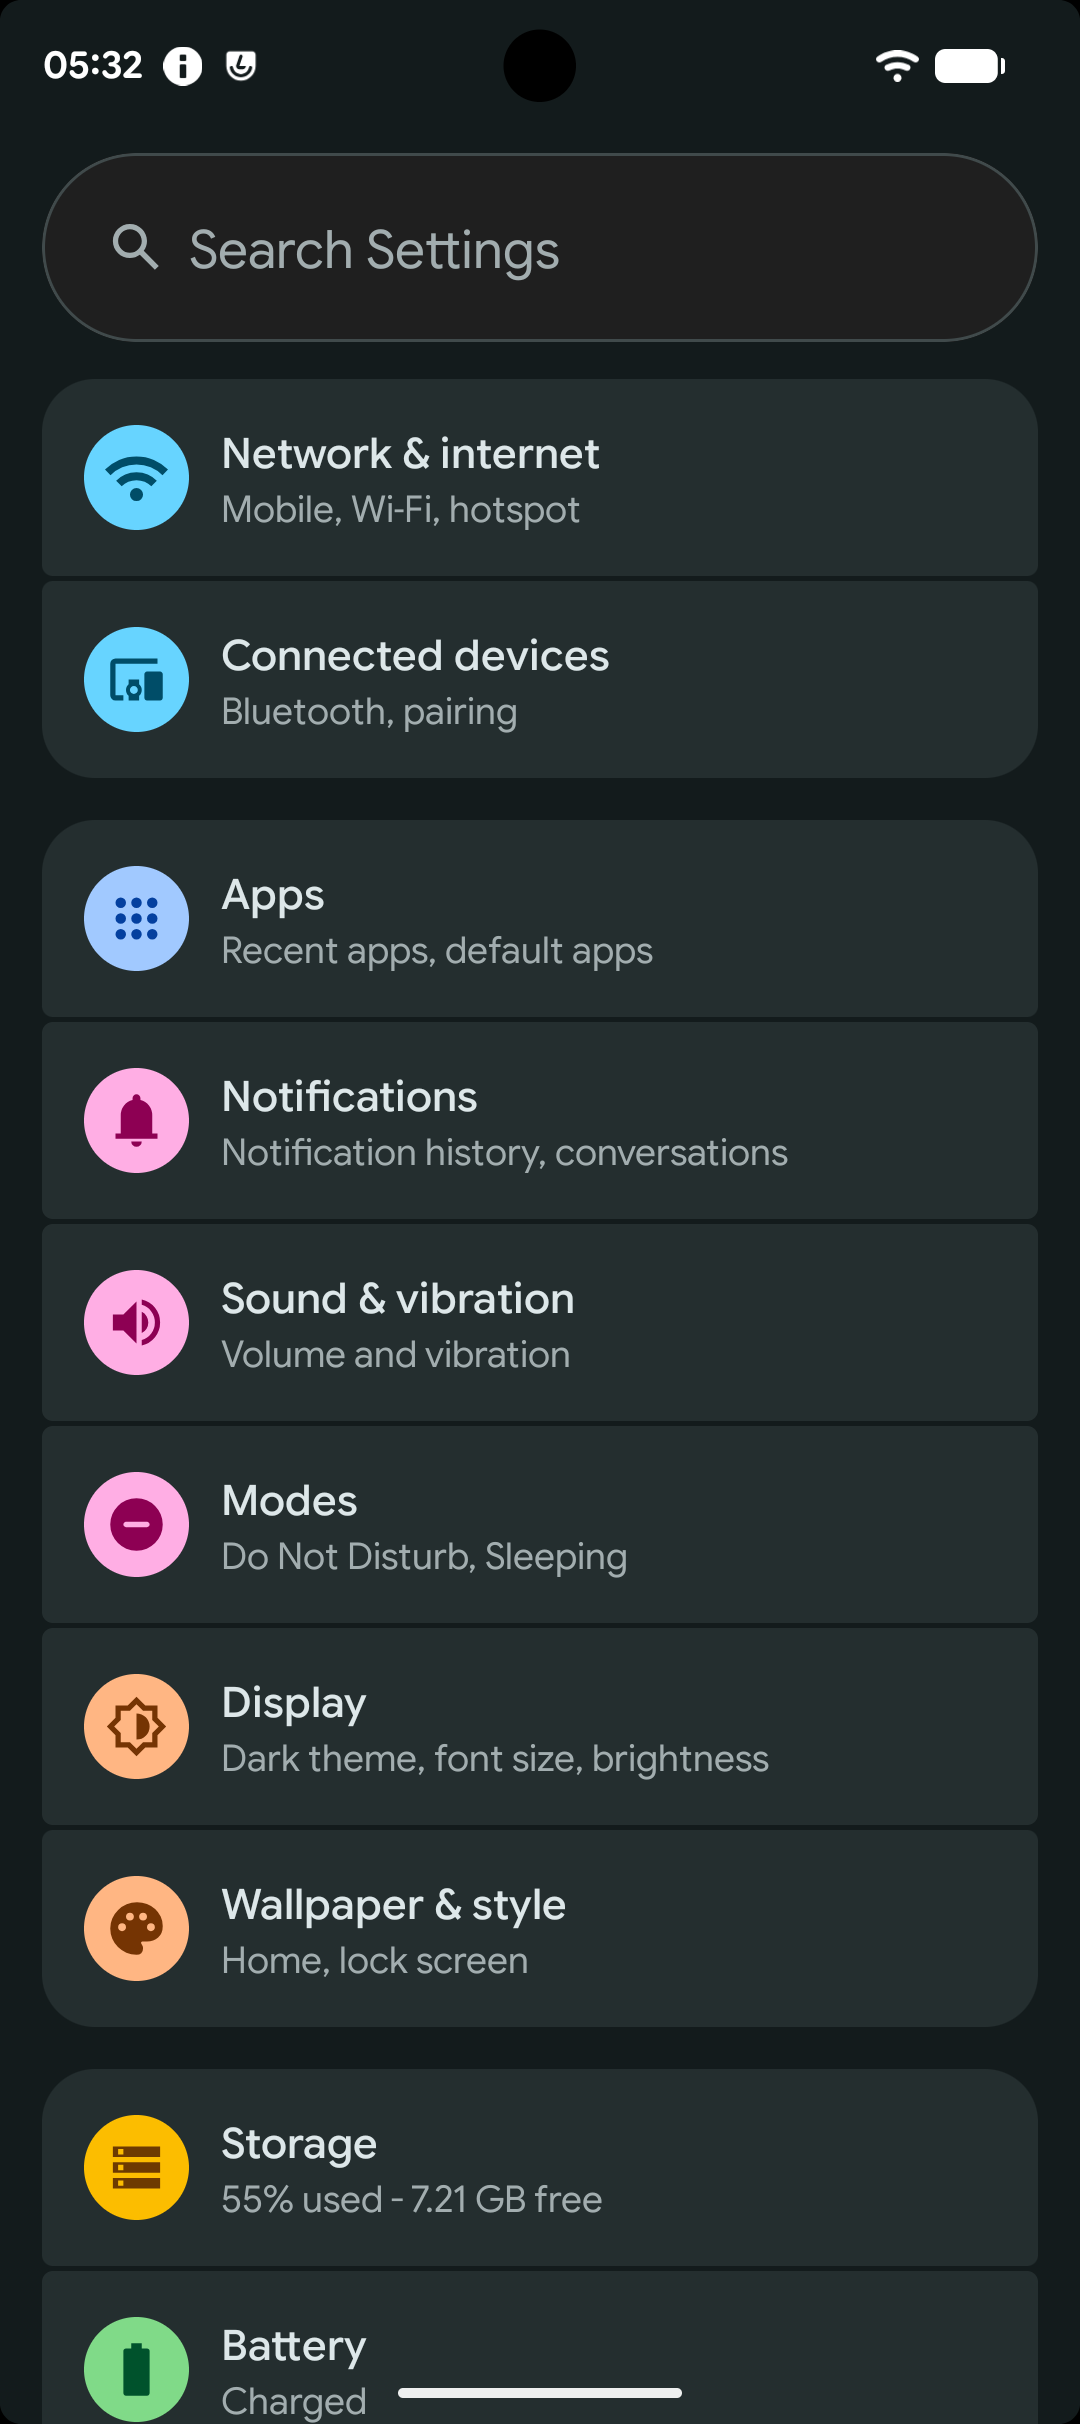 05:32
Search Settings
Network & internet
Mobile, Wi-Fi, hotspot
Connected devices
Bluetooth, pairing
Apps
Recent apps, default apps
Notifications
Notification history, conversations
Sound & vibration
Volume and vibration
Modes
Do Not Disturb, Sleeping
Display
Dark theme, font size, brightness
Wallpaper & style
Home, lock screen
Storage
55% used - 7.21 GB free
Battery
Charged